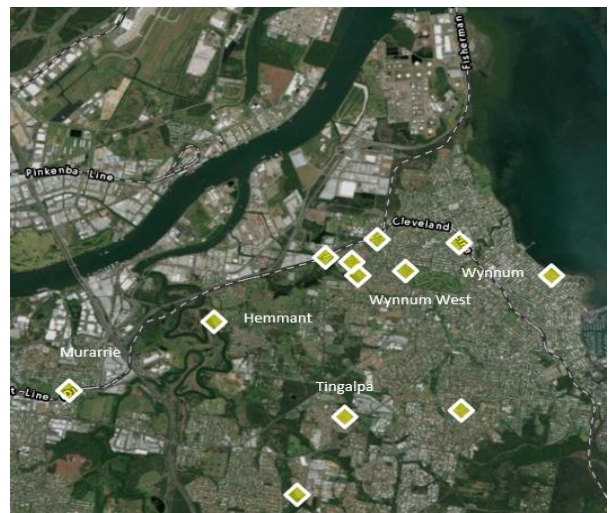 Fisherman
Pinkenba Line
Cleveland
Wynnum
Wynnum West
Hemmant
Murarrie
t-Line
Tingalpa